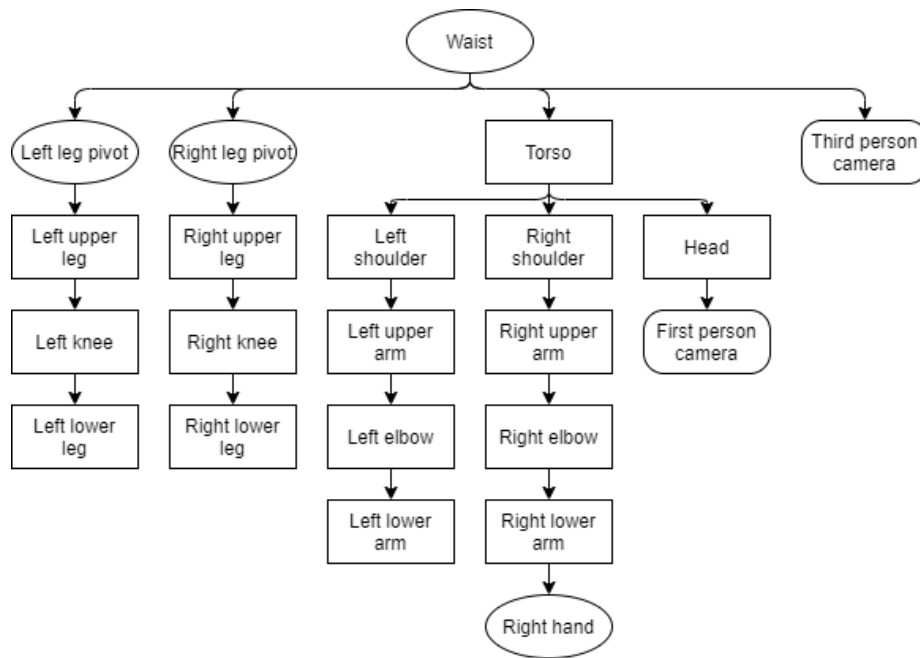 Waist
Left leg pivot
Right leg pivot
Torso
Third person
camera
Left upper
leg
Right upper
leg
Left
shoulder
Right
shoulder
Head
Left knee
Right knee
Left upper
arm
Right upper
arm
First person
camera
Left lower
leg
Right lower
leg
Left elbow
Right elbow
Left lower
arm
Right lower
arm
Right hand